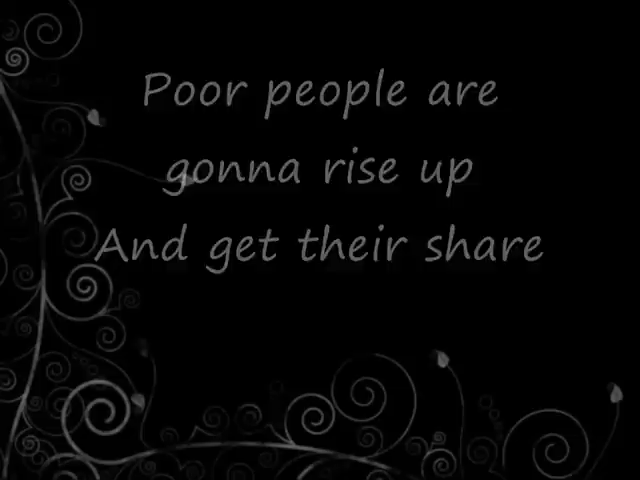 Poor people are
gonna rise up
And get their share